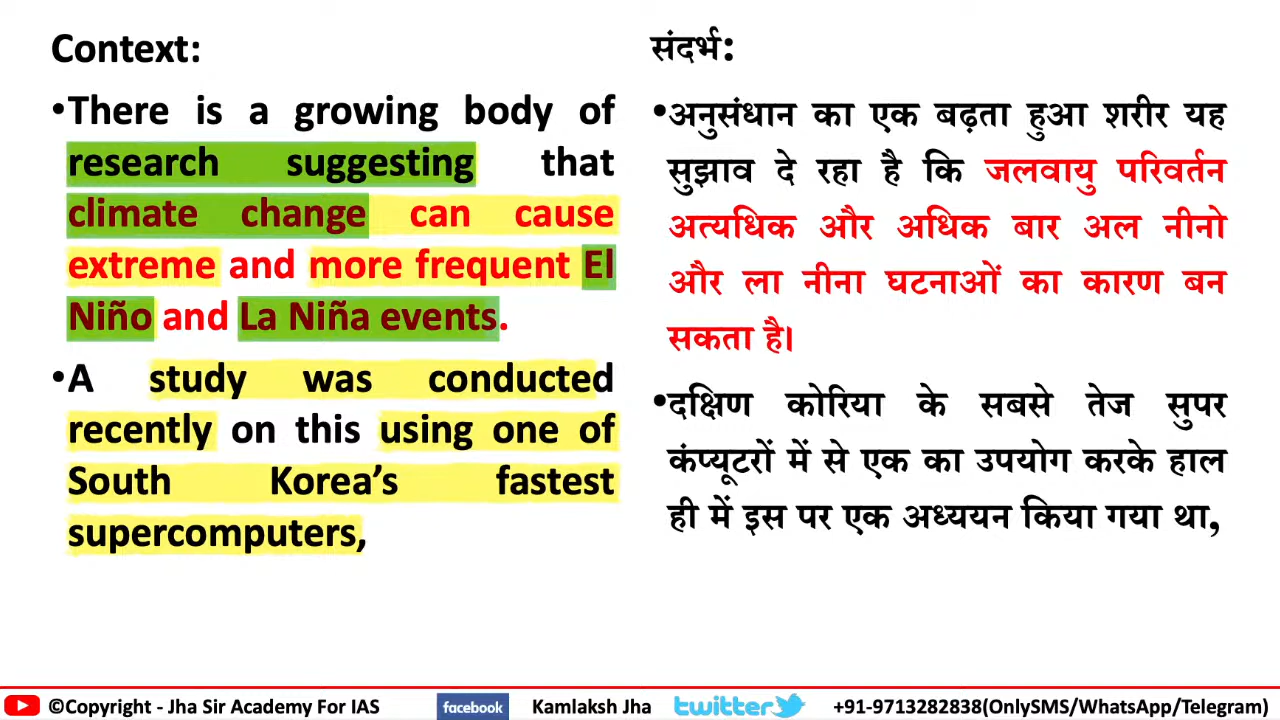 Context:
•There is a growing body of
research suggesting that
climate change can cause
extreme and more frequent El
Niño and La Niña events.
•A study was conducted
recently on this using one of
South Korea’s fastest
supercomputers,
संदर्भ:
•अनुसंधान का एक बढ़ता हुआ शरीर यह
सुझाव दे रहा है कि जलवायु परिवर्तन
अत्यधिक और अधिक बार अल नीनो
और ला नीना घटनाओं का कारण बन
सकता है।
•दक्षिण कोरिया के सबसे तेज सुपर
कंप्यूटरों में से एक का उपयोग करके हाल
ही में इस पर एक अध्ययन किया गया था,
©Copyright - Jha Sir Academy For IAS facebook Kamlaksh Jha twitter +91-9713282838(OnlySMS/WhatsApp/Telegram)